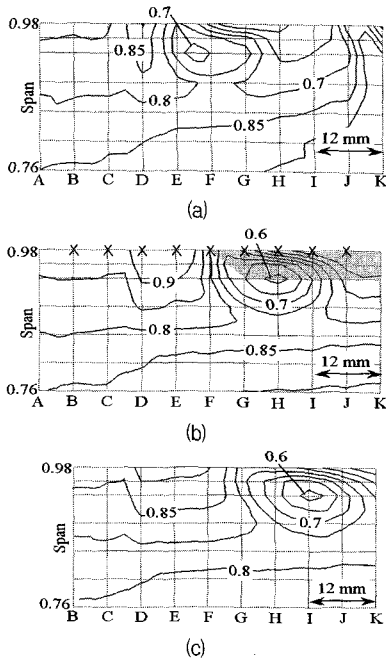 0.7
0.98
0.85
0.7
0.8
0.85
Span
12 mm
0.76
A B C D E F G H I J K
(a)
0.6
0.98
X X X X X X X X X
0.9
0.7
0.8
0.85
Span
12 mm
0.76
A B C D E F G H I J K
(b)
0.6
0.98
0.85
0.7
Span
0.8
12 mm
0.76
B C D E F G H I J K
(c)